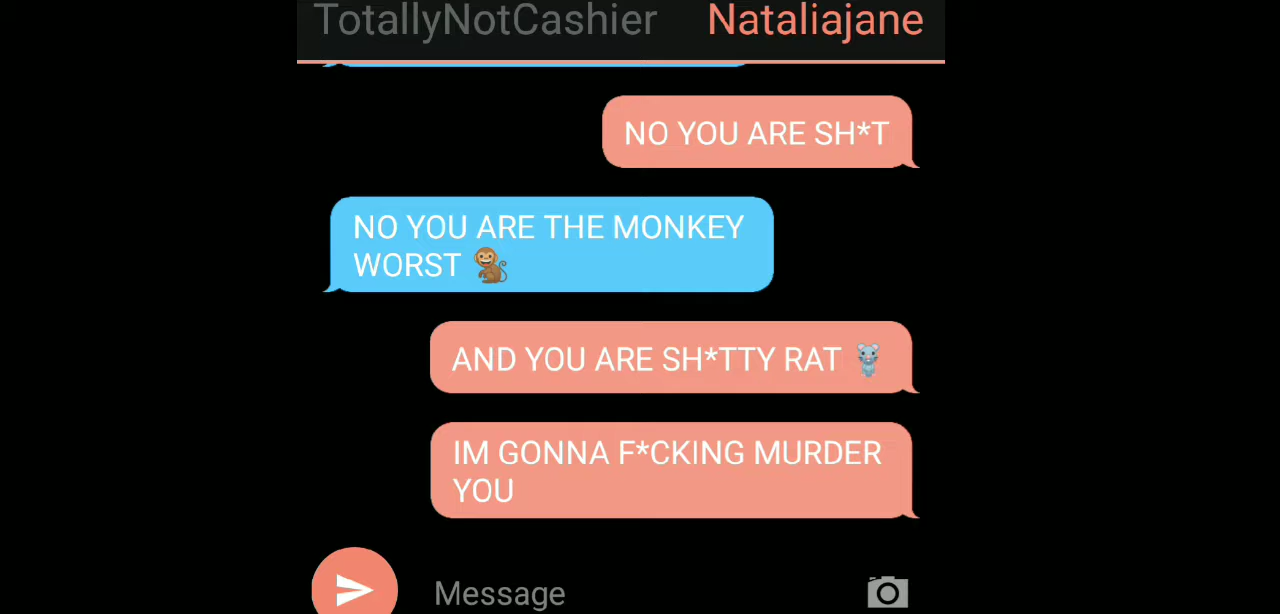 TotallyNotCashier Nataliajane
NO YOU ARE SH*T
NO YOU ARE THE MONKEY
WORST 🐒
AND YOU ARE SH*TTY RAT 🐀
IM GONNA F*CKING MURDER
YOU
Message